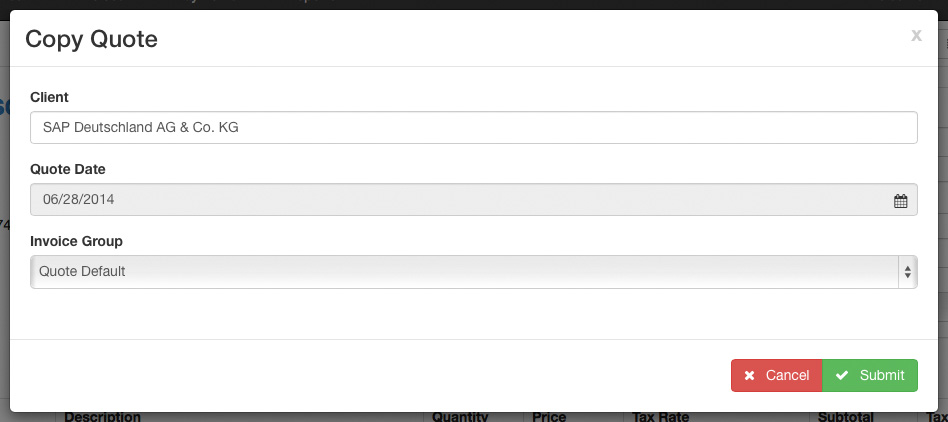 Copy Quote
x
Client
SAP Deutschland AG & Co. KG
Quote Date
06/28/2014
Invoice Group
Quote Default
Cancel Submit
Description Quantity Price Tax Rate Subtotal Tax